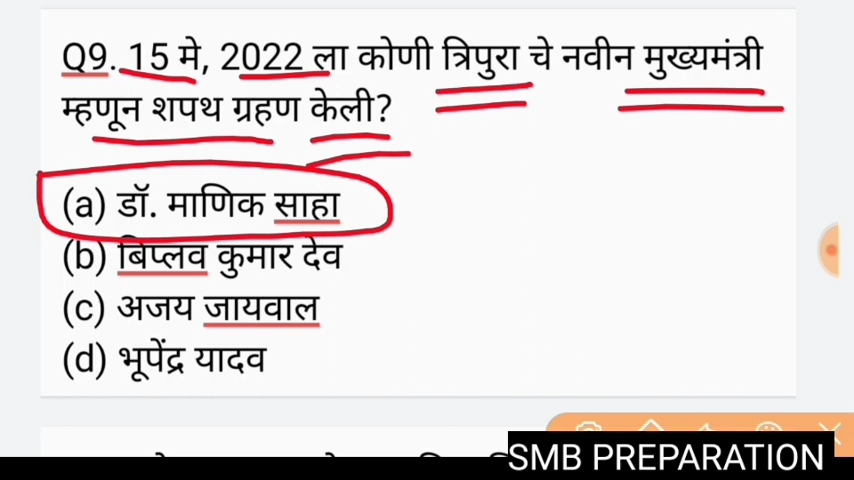 Q9. 15 मे, 2022 ला कोणी त्रिपुरा चे नवीन मुख्यमंत्री
म्हणून शपथ ग्रहण केली?
(a) डॉ. माणिक साहा
(b) बिप्लव कुमार देव
(c) अजय जायवाल
(d) भूपेंद्र यादव
SMB PREPARATION